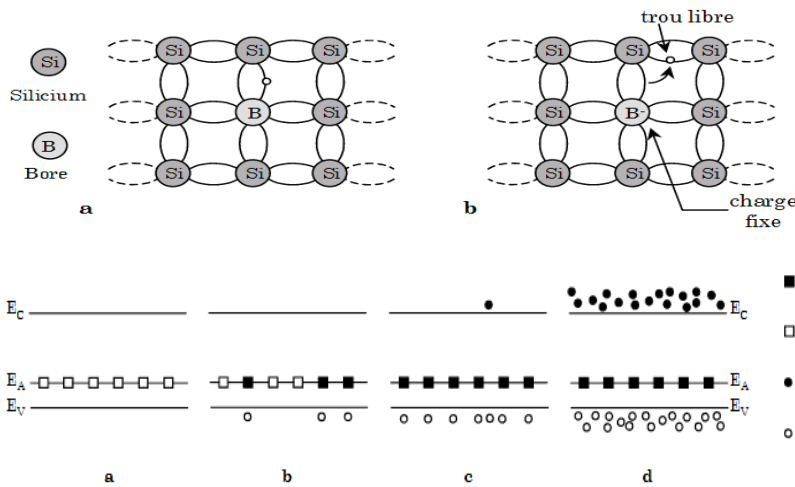 trou libre
Si Si Si Si Si Si
Si
Silicium
Si B Si Si B- Si
B
Bore
Si Si Si Si Si Si
a b
charge
fixe
E_C E_C
E_A E_A
E_V E_V
a b c d